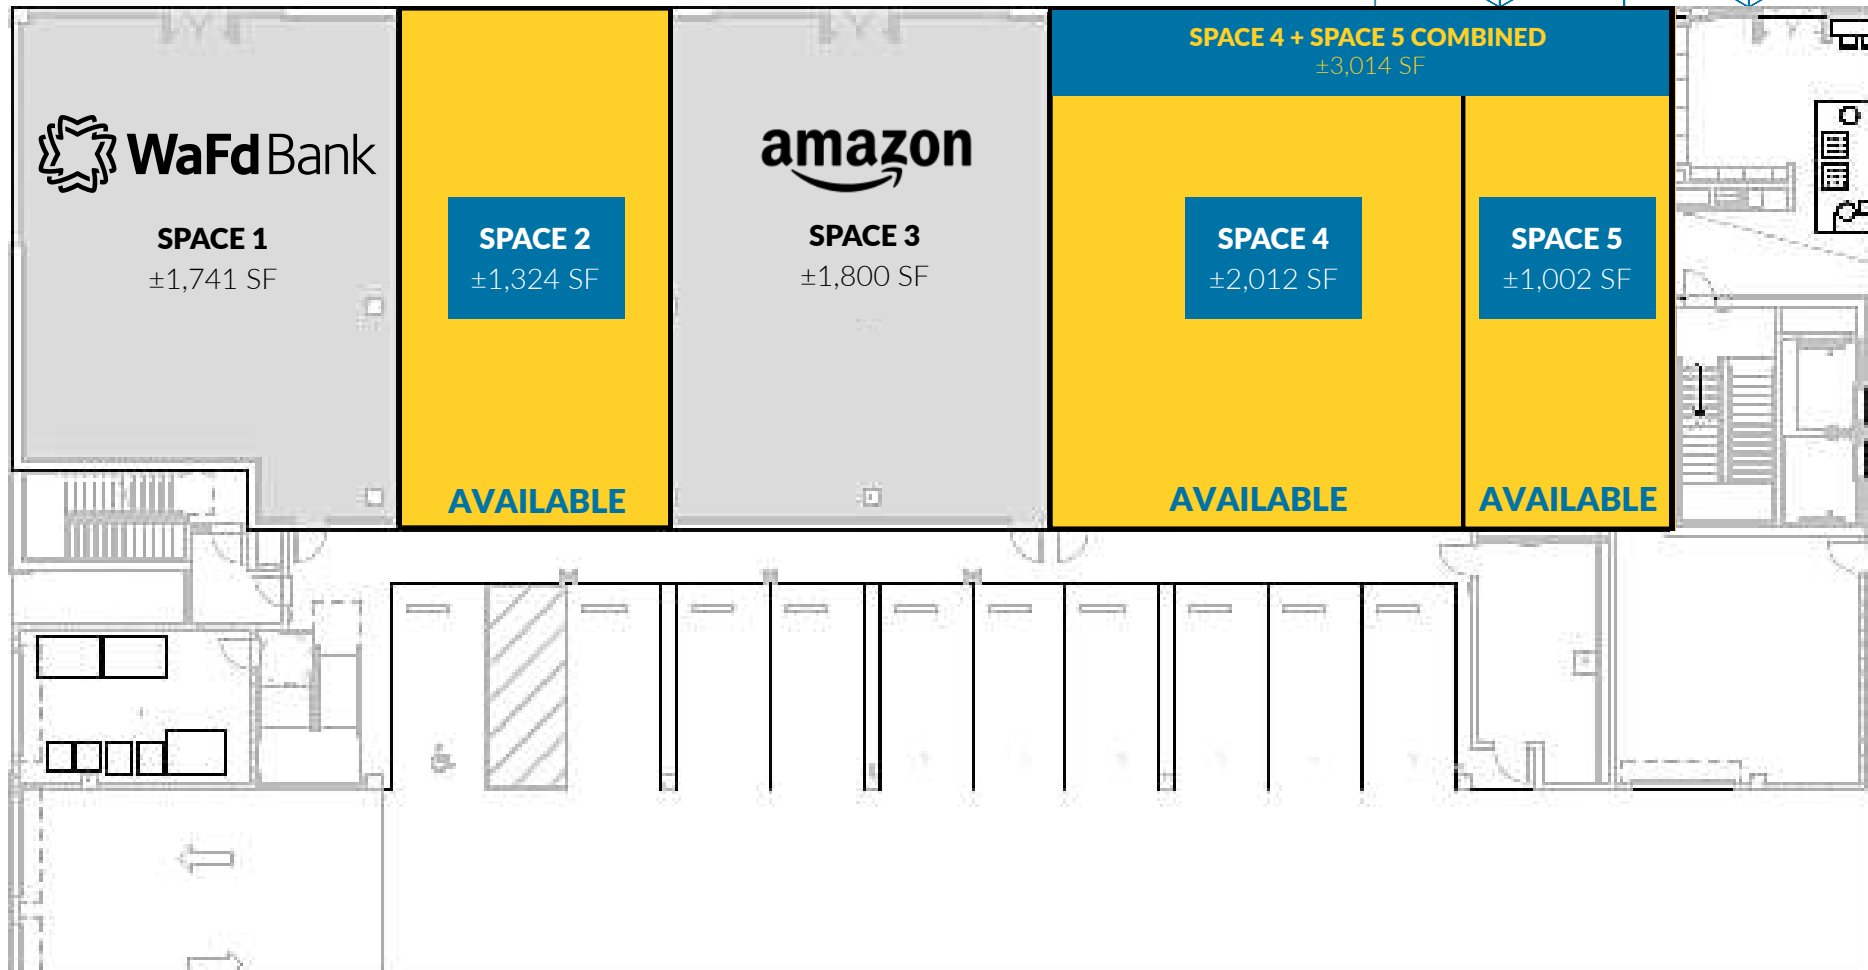 WaFd Bank
SPACE 1
±1,741 SF
SPACE 2
±1,324 SF
AVAILABLE
amazon
SPACE 3
±1,800 SF
SPACE 4 + SPACE 5 COMBINED
±3,014 SF
SPACE 4
±2,012 SF
AVAILABLE
SPACE 5
±1,002 SF
AVAILABLE